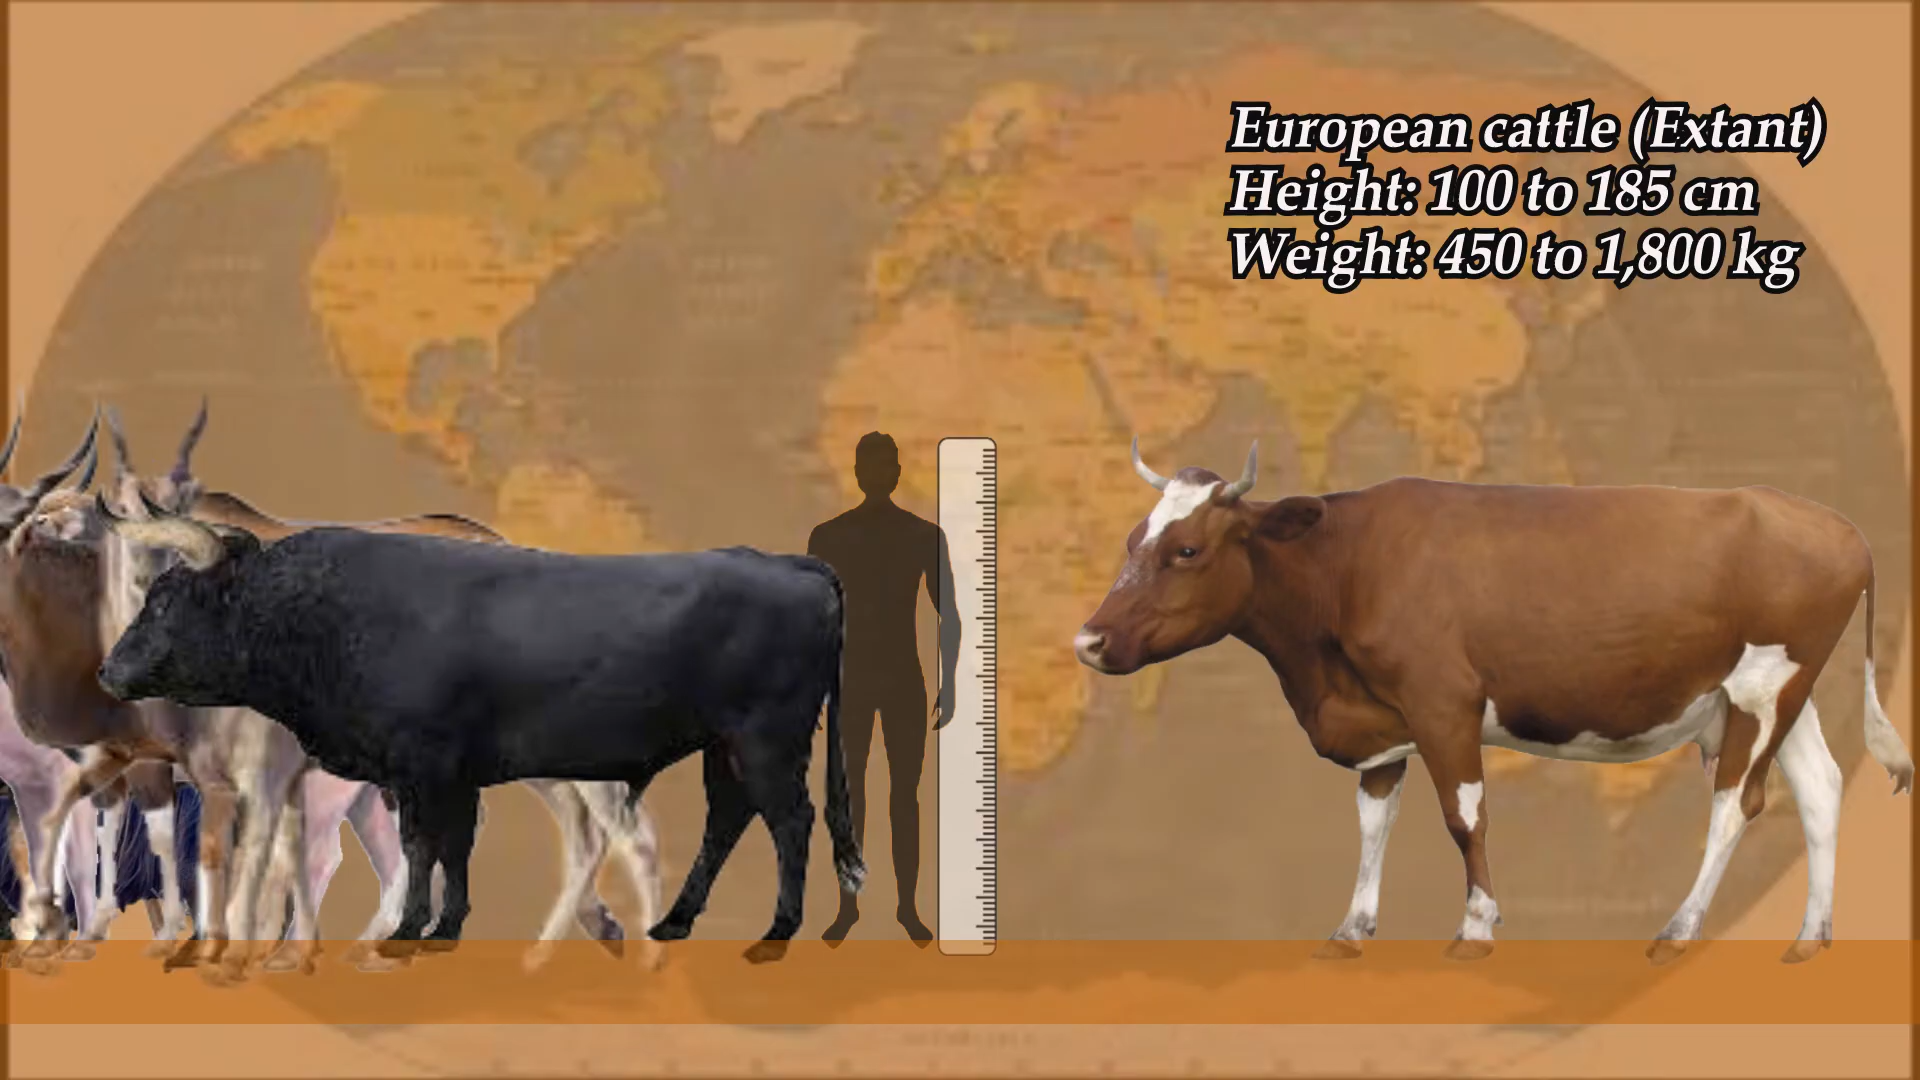 European cattle (Extant)
Height: 100 to 185 cm
Weight: 450 to 1,800 kg